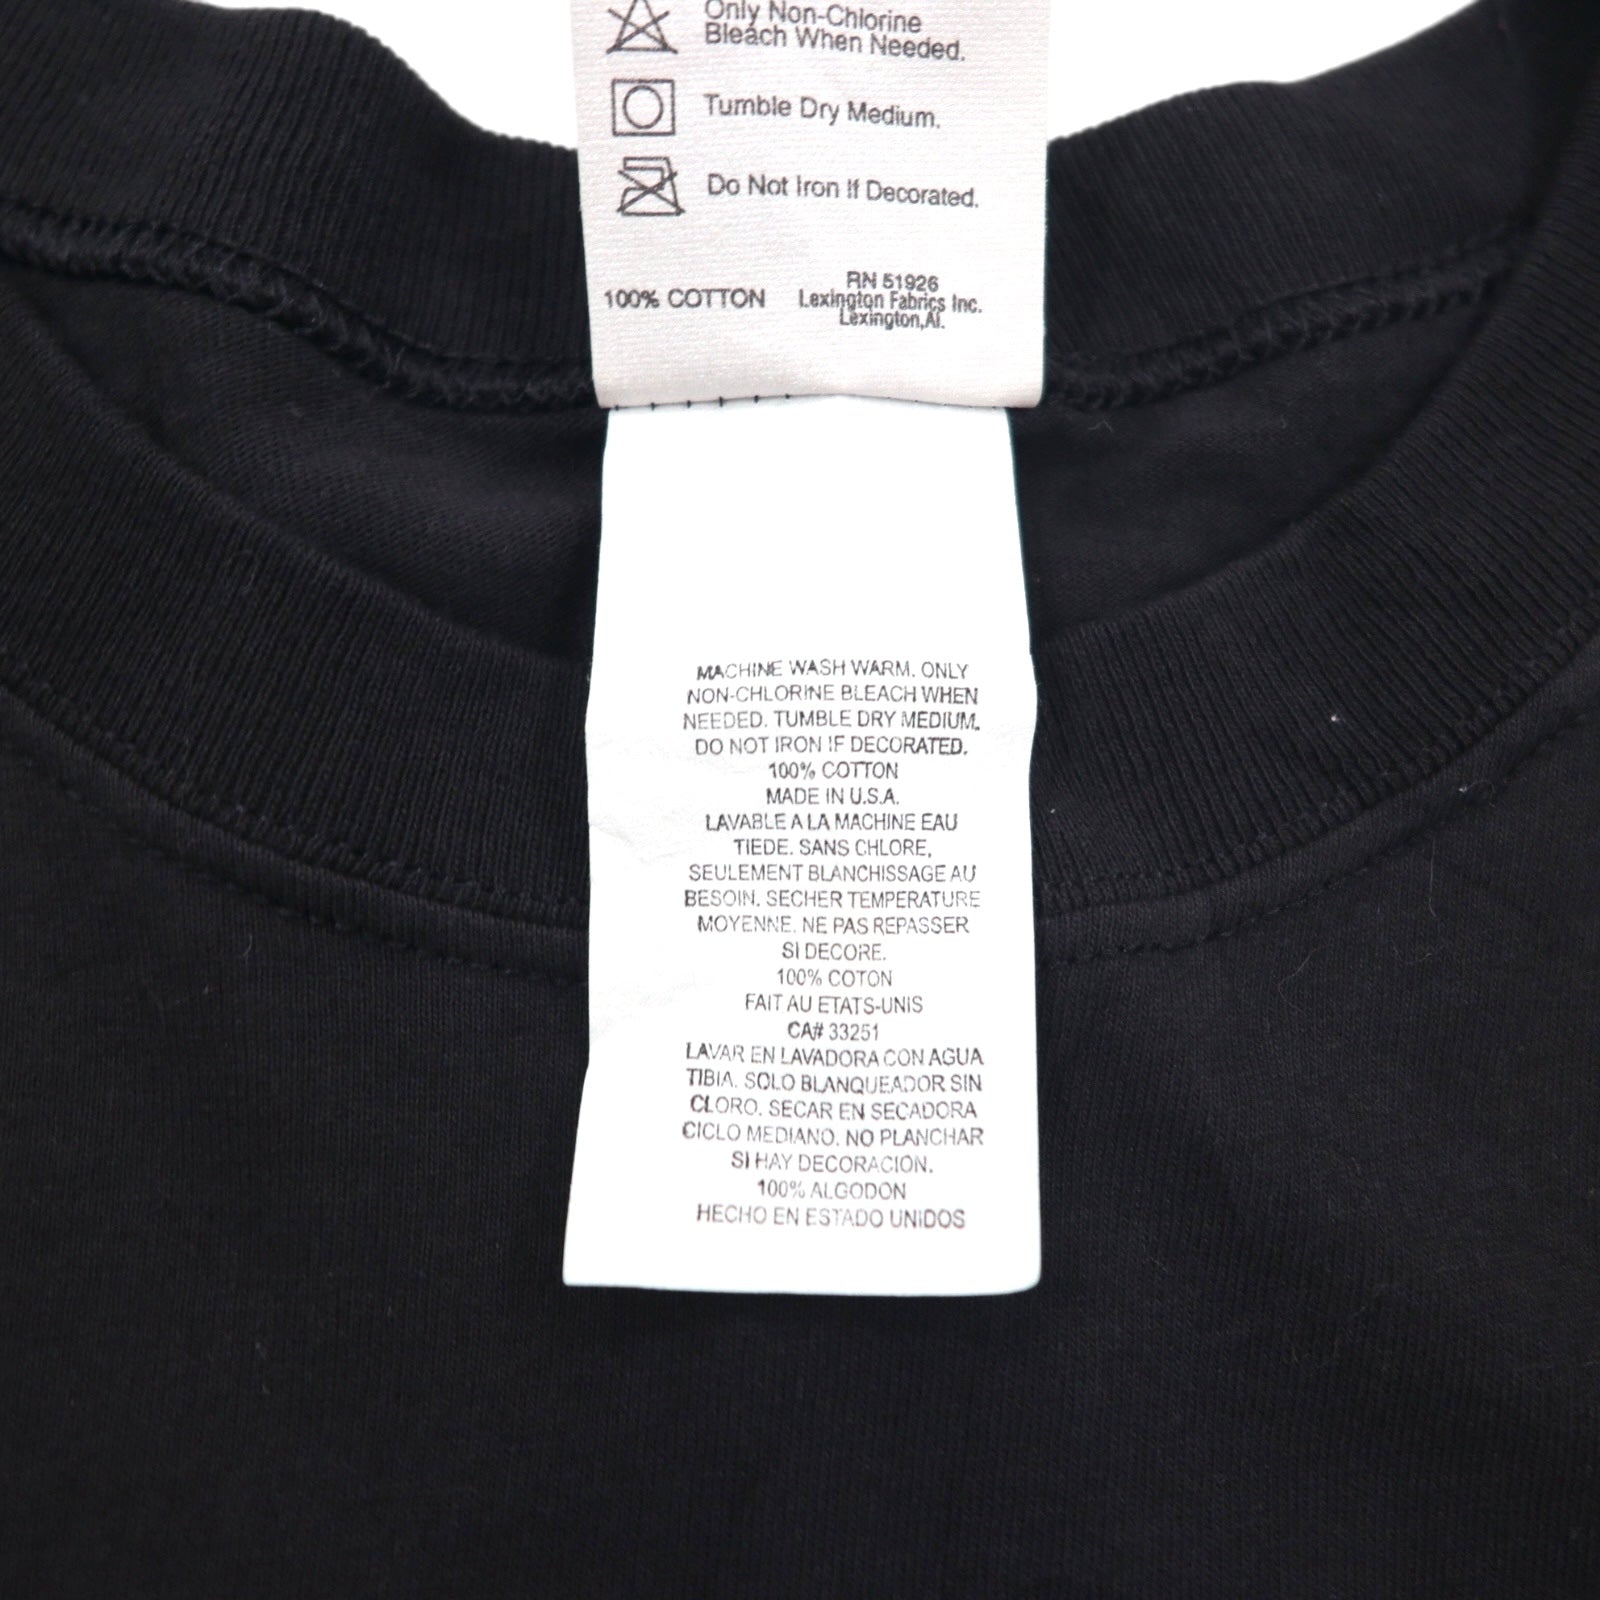 Only Non-Chlorine
Bleach When Needed.
Tumble Dry Medium.
Do Not Iron If Decorated.
100% COTTON
RN 51926
Lexington Fabrics Inc.
Lexington,Al.
MACHINE WASH WARM. ONLY
NON-CHLORINE BLEACH WHEN
NEEDED. TUMBLE DRY MEDIUM.
DO NOT IRON IF DECORATED.
100% COTTON
MADE IN U.S.A.
LAVABLE A LA MACHINE EAU
TIEDE. SANS CHLORE,
SEULEMENT BLANCHISSAGE AU
BESOIN. SECHER TEMPERATURE
MOYENNE. NE PAS REPASSER
SI DECORE.
100% COTON
FAIT AU ETATS-UNIS
CA# 33251
LAVAR EN LAVADORA CON AGUA
TIBIA. SOLO BLANQUEADOR SIN
CLORO. SECAR EN SECADORA
CICLO MEDIANO. NO PLANCHAR
SI HAY DECORACION.
100% ALGODON
HECHO EN ESTADO UNIDOS